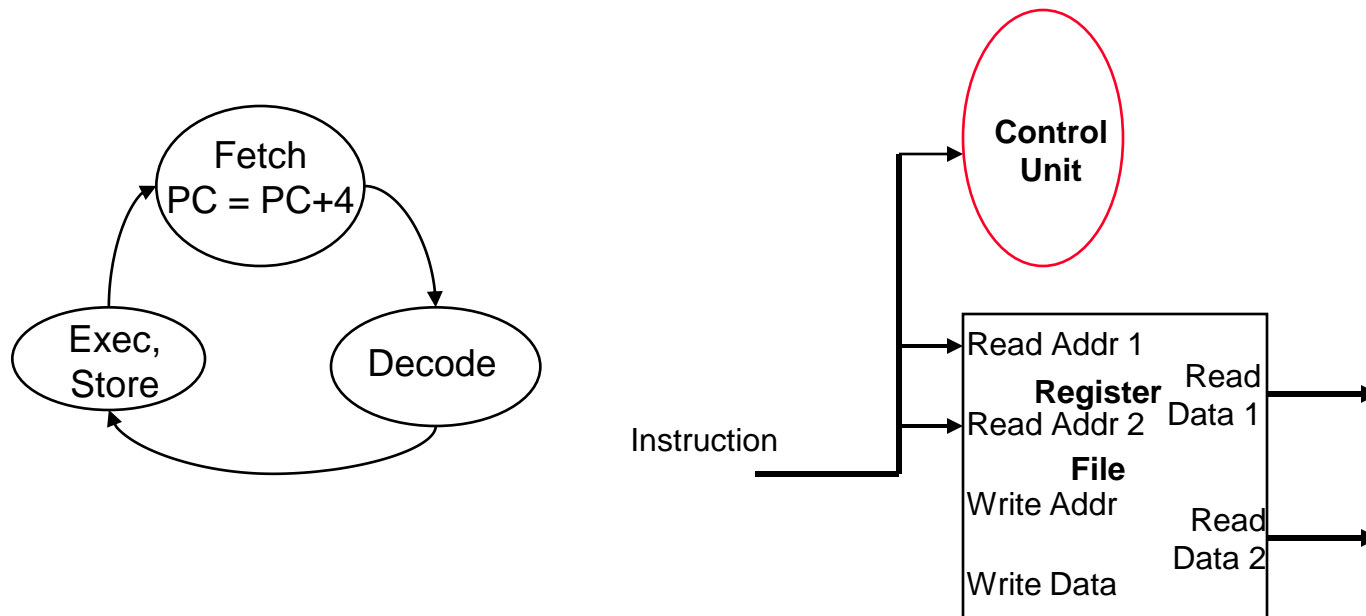 Fetch
PC = PC+4
Exec,
Store
Decode
Control
Unit
Instruction
Read Addr 1
Register
Read Addr 2
File
Write Addr
Write Data
Read
Data 1
Read
Data 2